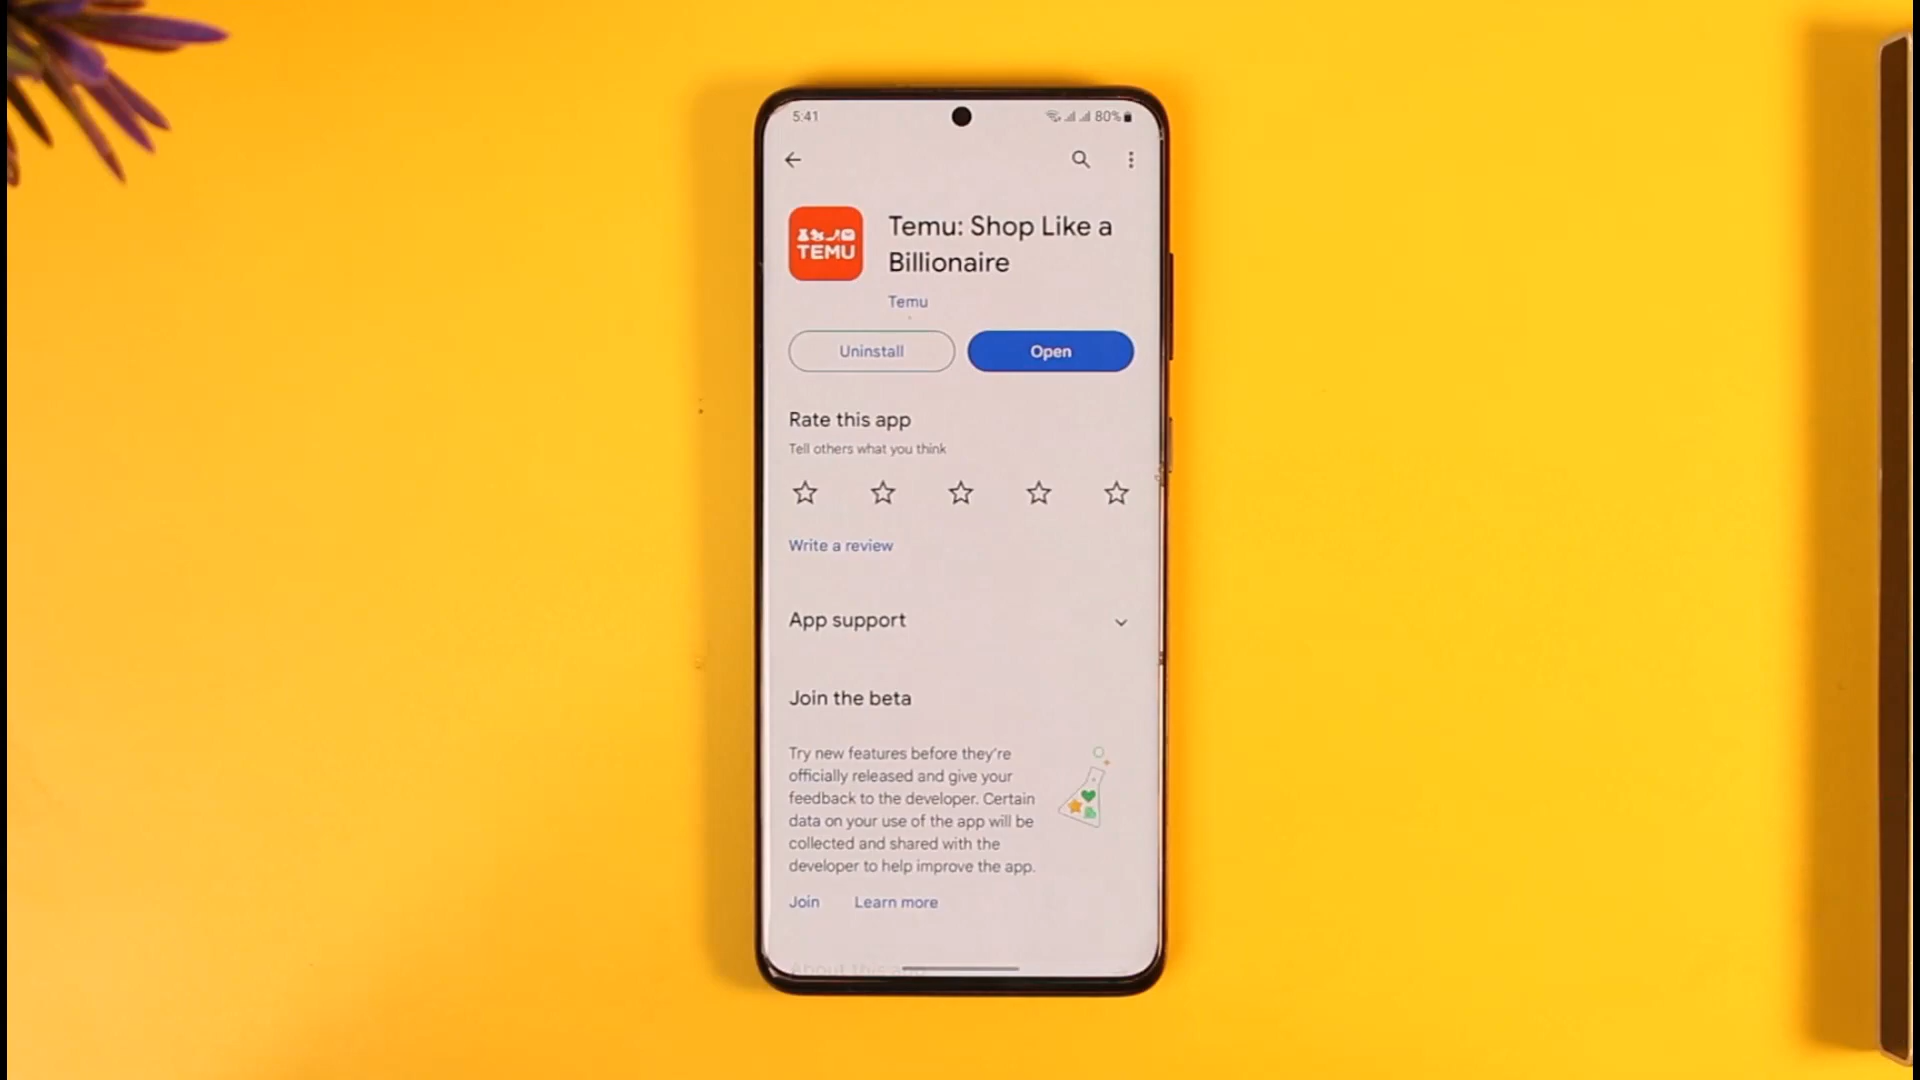 5:41
80%
TEMU
Temu: Shop Like a
Billionaire
Temu
Uninstall
Open
Rate this app
Tell others what you think
Write a review
App support
Join the beta
Try new features before they're
officially released and give your
feedback to the developer. Certain
data on your use of the app will be
collected and shared with the
developer to help improve the app.
Join
Learn more
About this app